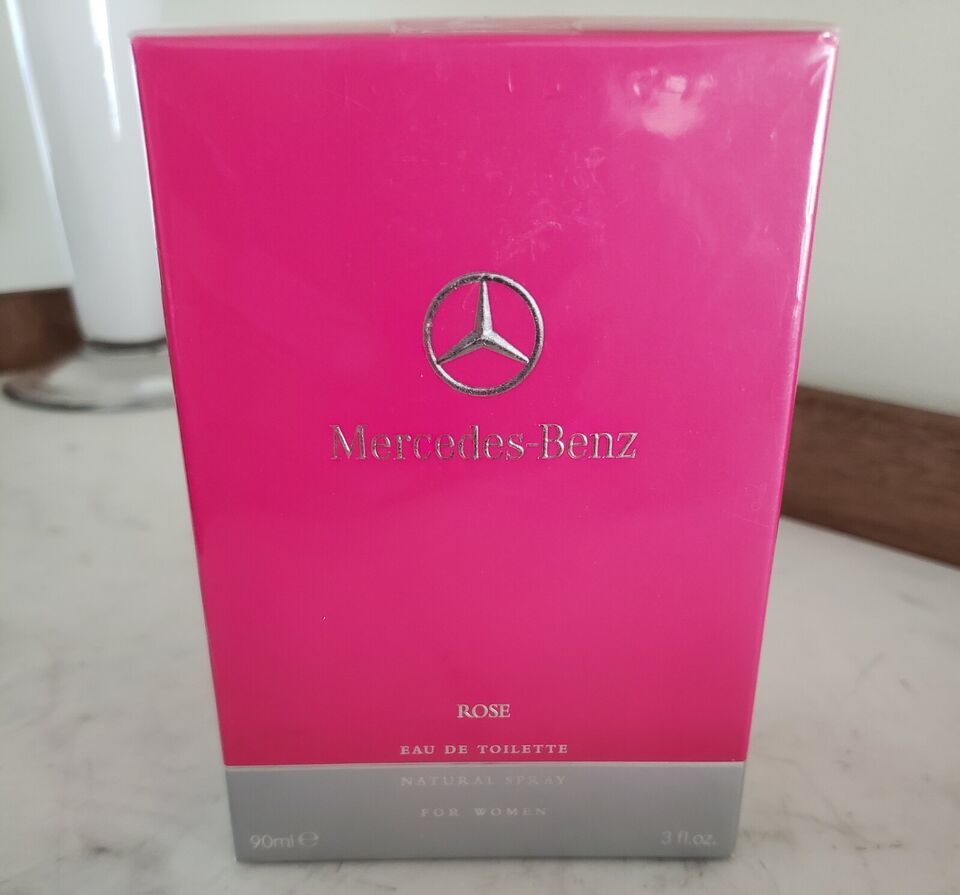 Mercedes-Benz
ROSE
EAU DE TOILETTE
NATURAL SPRAY
FOR WOMEN
90ml ℮ 3 fl.oz.